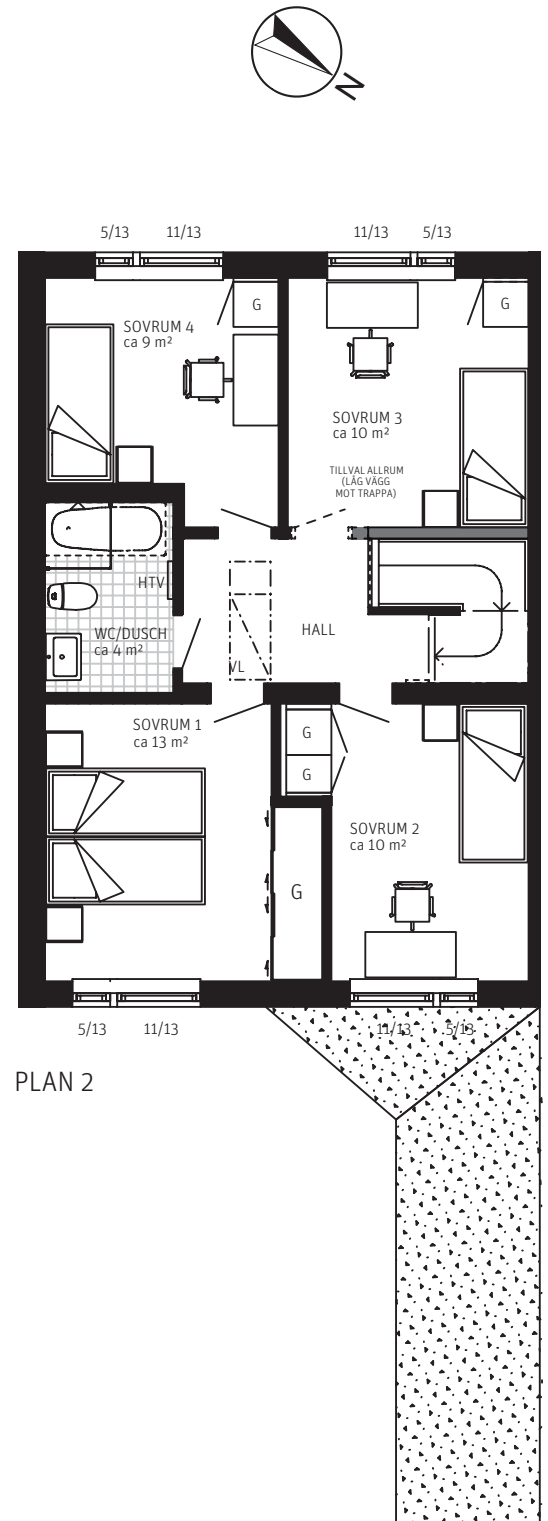 N
5/13
11/13
11/13
5/13
G
G
SOVRUM 4
ca 9 m²
SOVRUM 3
ca 10 m²
TILLVAL ALLRUM
(LÅG VÄGG
MOT TRAPPA)
HTV
WC/DUSCH
ca 4 m²
HALL
VL
SOVRUM 1
ca 13 m²
G
G
SOVRUM 2
ca 10 m²
G
5/13
11/13
11/13
5/13
PLAN 2